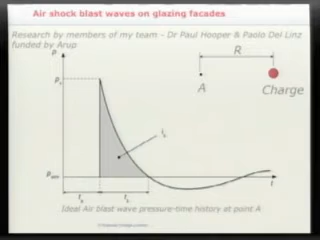 Air shock blast waves on glazing facades
Research by members of my team – Dr Paul Hooper & Paolo Del Linz
funded by Arup
P
R
A
Charge
t
Ideal Air blast wave pressure-time history at point A